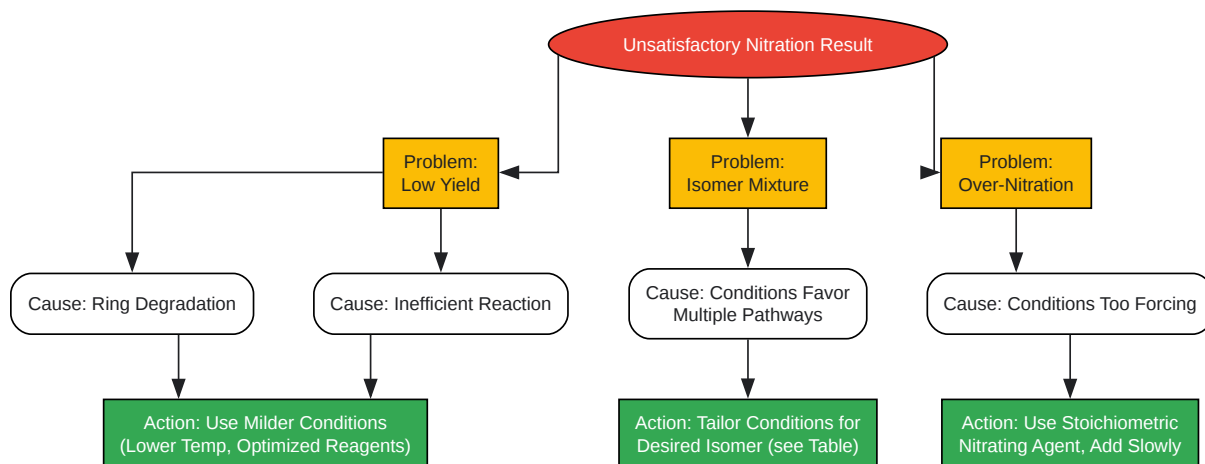 Unsatisfactory Nitration Result
Problem:
Low Yield
Problem:
Isomer Mixture
Problem:
Over-Nitration
Cause: Ring Degradation
Cause: Inefficient Reaction
Cause: Conditions Favor
Multiple Pathways
Cause: Conditions Too Forcing
Action: Use Milder Conditions
(Lower Temp, Optimized Reagents)
Action: Tailor Conditions for
Desired Isomer (see Table)
Action: Use Stoichiometric
Nitrating Agent, Add Slowly